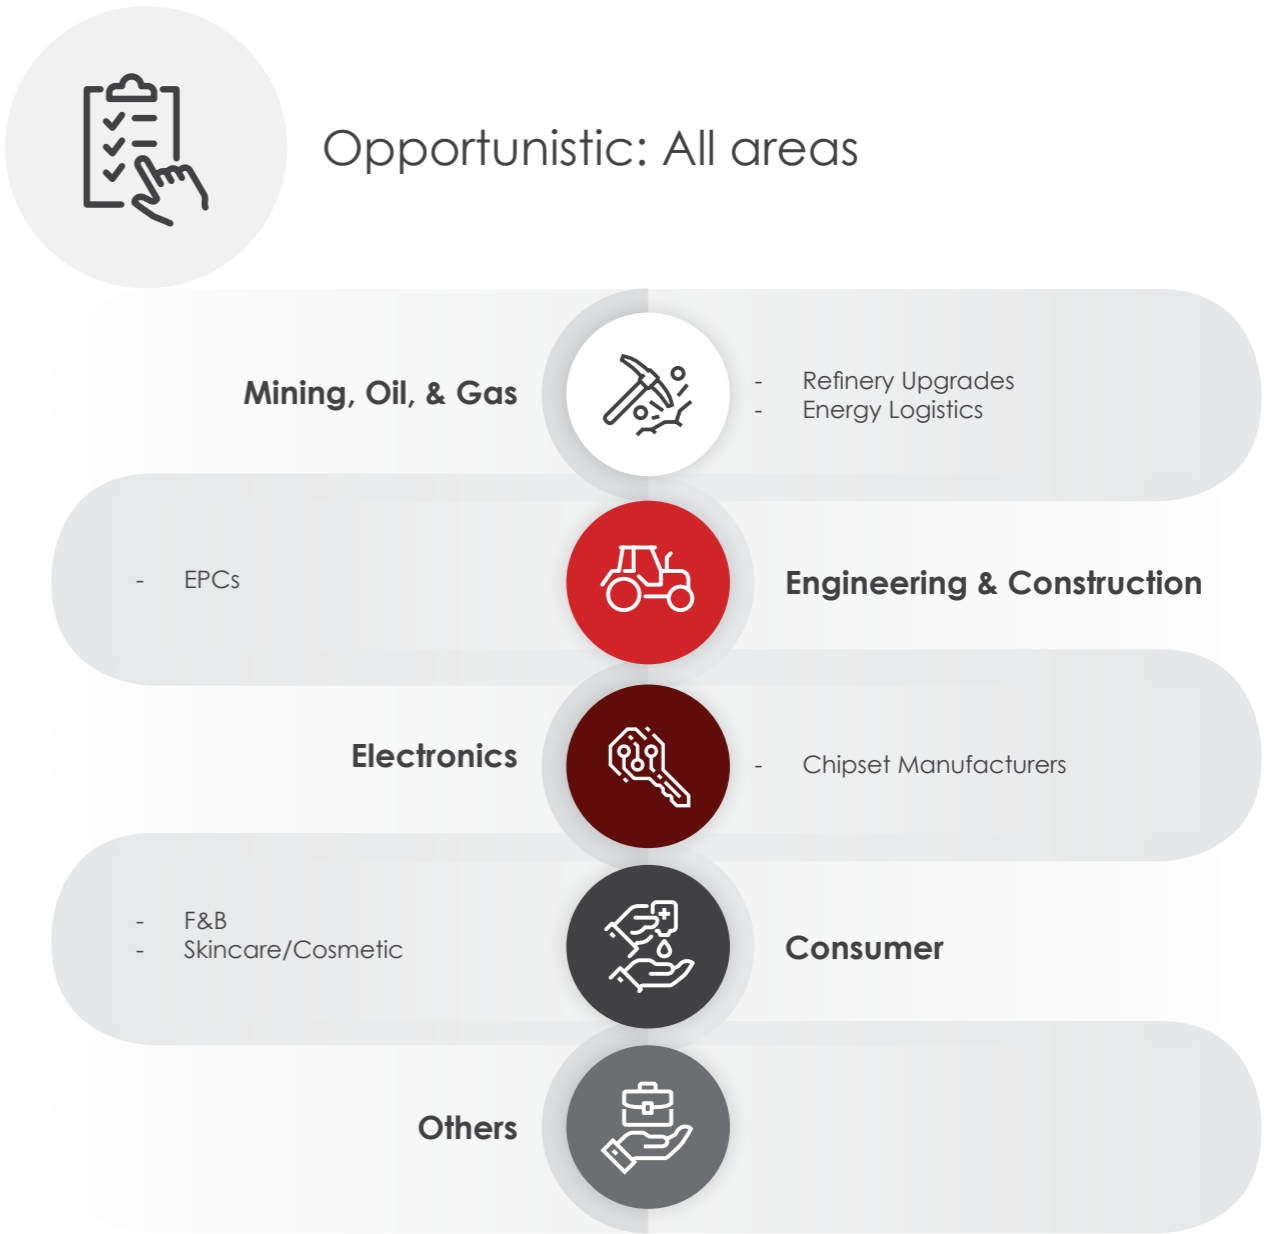 Opportunistic: All areas
Mining, Oil, & Gas
- Refinery Upgrades
- Energy Logistics
- EPCs
Engineering & Construction
Electronics
- Chipset Manufacturers
- F&B
- Skincare/Cosmetic
Consumer
Others